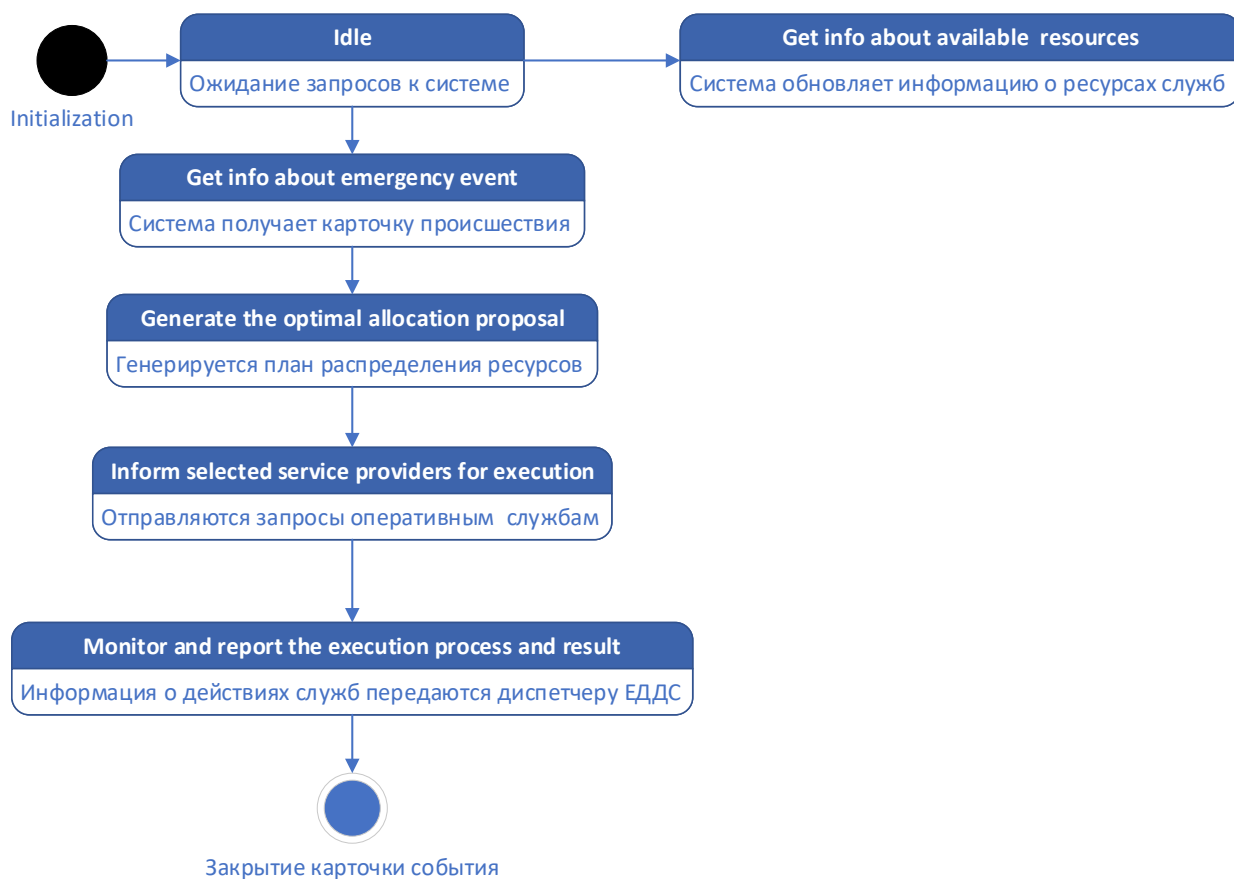 Idle
Ожидание запросов к системе
Get info about available resources
Система обновляет информацию о ресурсах служб
Initialization
Get info about emergency event
Система получает карточку происшествия
Generate the optimal allocation proposal
Генерируется план распределения ресурсов
Inform selected service providers for execution
Отправляются запросы оперативным службам
Monitor and report the execution process and result
Информация о действиях служб передаются диспетчеру ЕДДС
Закрытие карточки события